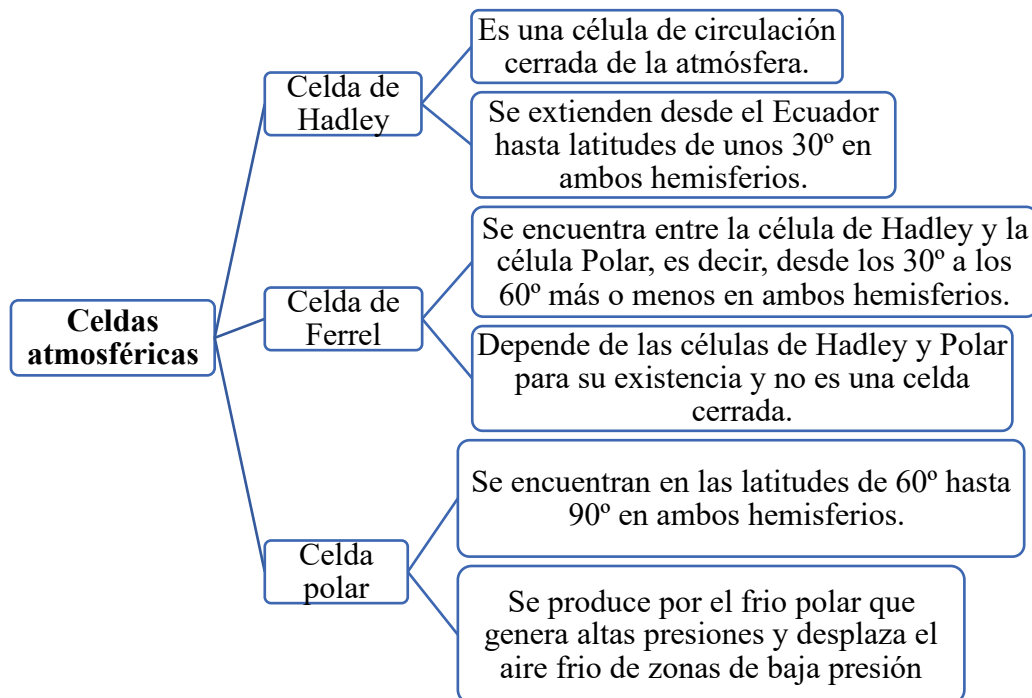 Celdas
atmosféricas
Celda de
Hadley
Es una célula de circulación
cerrada de la atmósfera.
Se extienden desde el Ecuador
hasta latitudes de unos 30º en
ambos hemisferios.
Celda de
Ferrel
Se encuentra entre la célula de Hadley y la
célula Polar, es decir, desde los 30º a los
60º más o menos en ambos hemisferios.
Depende de las células de Hadley y Polar
para su existencia y no es una celda
cerrada.
Celda
polar
Se encuentran en las latitudes de 60º hasta
90º en ambos hemisferios.
Se produce por el frio polar que
genera altas presiones y desplaza el
aire frio de zonas de baja presión